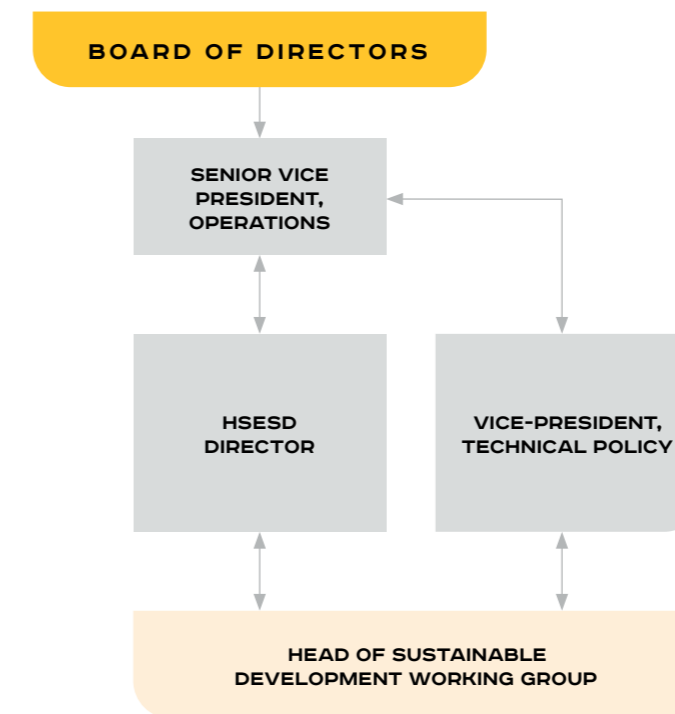 BOARD OF DIRECTORS
SENIOR VICE
PRESIDENT,
OPERATIONS
HSESD
DIRECTOR
VICE-PRESIDENT,
TECHNICAL POLICY
HEAD OF SUSTAINABLE
DEVELOPMENT WORKING GROUP